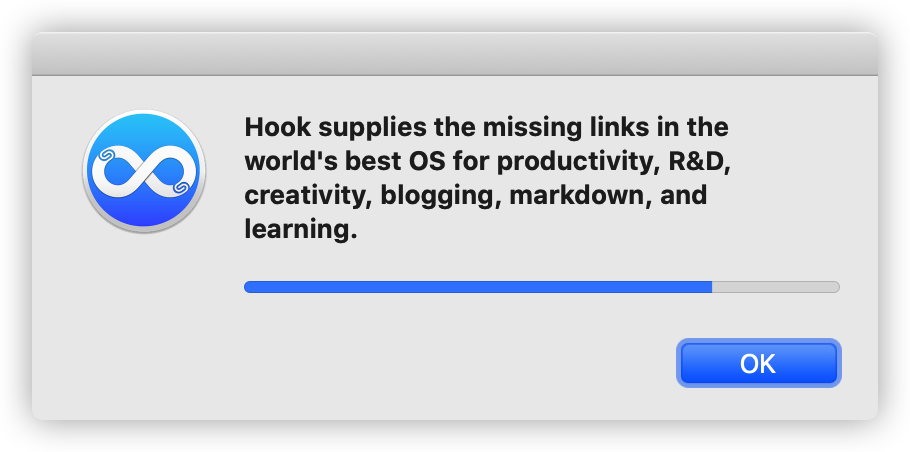 Hook supplies the missing links in the
world's best OS for productivity, R&D,
creativity, blogging, markdown, and
learning.
OK